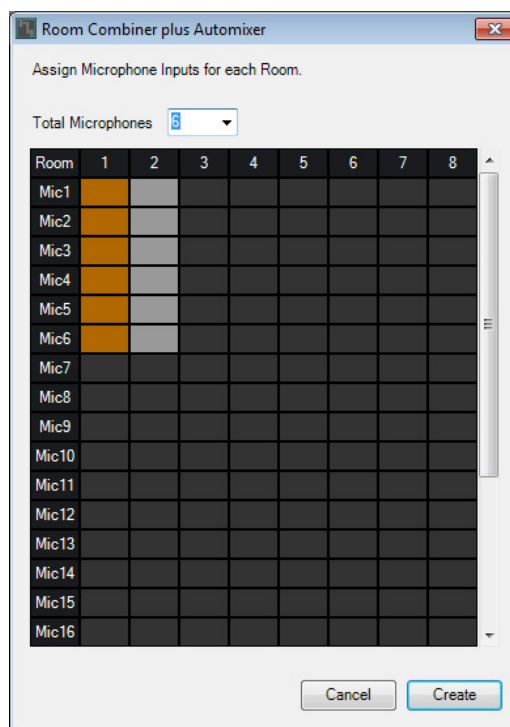 Room Combiner plus Automixer
Assign Microphone Inputs for each Room.
Total Microphones 6
Room 1 2 3 4 5 6 7 8
Mic1
Mic2
Mic3
Mic4
Mic5
Mic6
Mic7
Mic8
Mic9
Mic10
Mic11
Mic12
Mic13
Mic14
Mic15
Mic16
Cancel Create